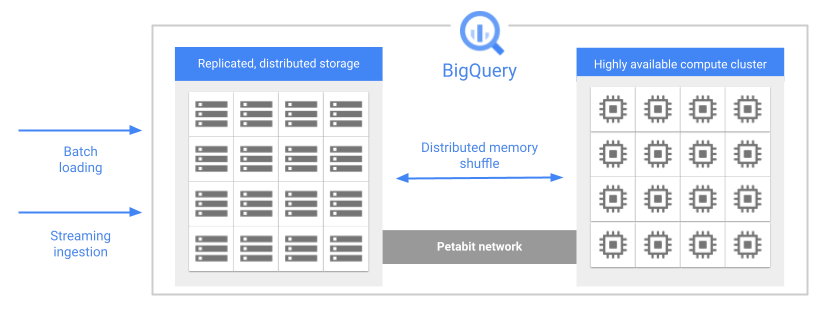 BigQuery
Replicated, distributed storage
Highly available compute cluster
Batch
loading
Streaming
ingestion
Distributed memory
shuffle
Petabit network